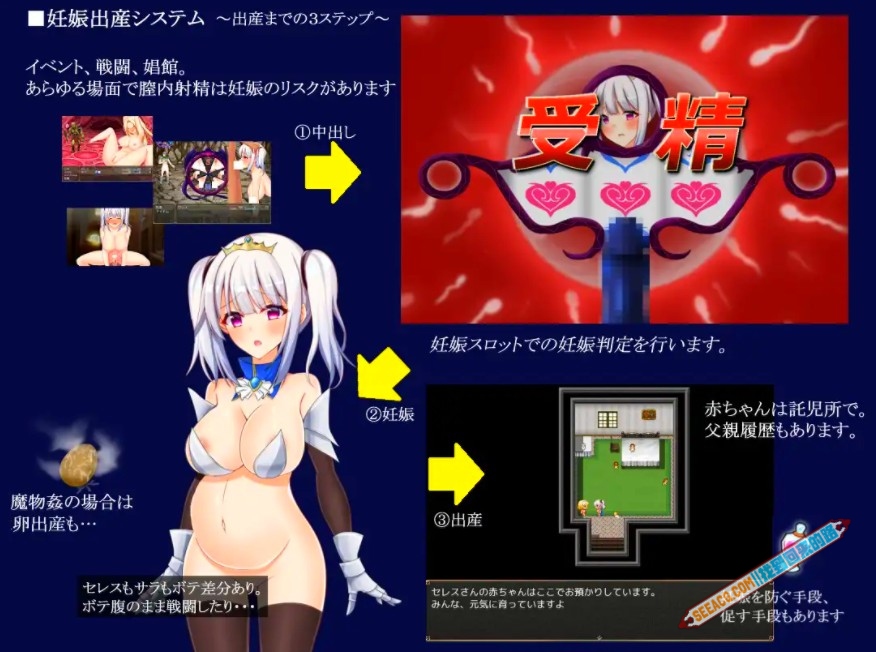 ■妊娠出産システム ～出産までの3ステップ～
イベント、戦闘、娼館。
あらゆる場面で膣内射精は妊娠のリスクがあります
①中出し
受精
妊娠スロットでの妊娠判定を行います。
②妊娠
赤ちゃんは託児所で。
父親履歴もあります。
魔物姦の場合は
卵出産も…
③出産
セレスもサラもボテ差分あり。
ボテ腹のまま戦闘したり・・・
セレスさんの赤ちゃんはここでお預かりしています。
みんな、元気に育っていますよ
を防ぐ手段、
促す手段もあります
SEEACG.COM